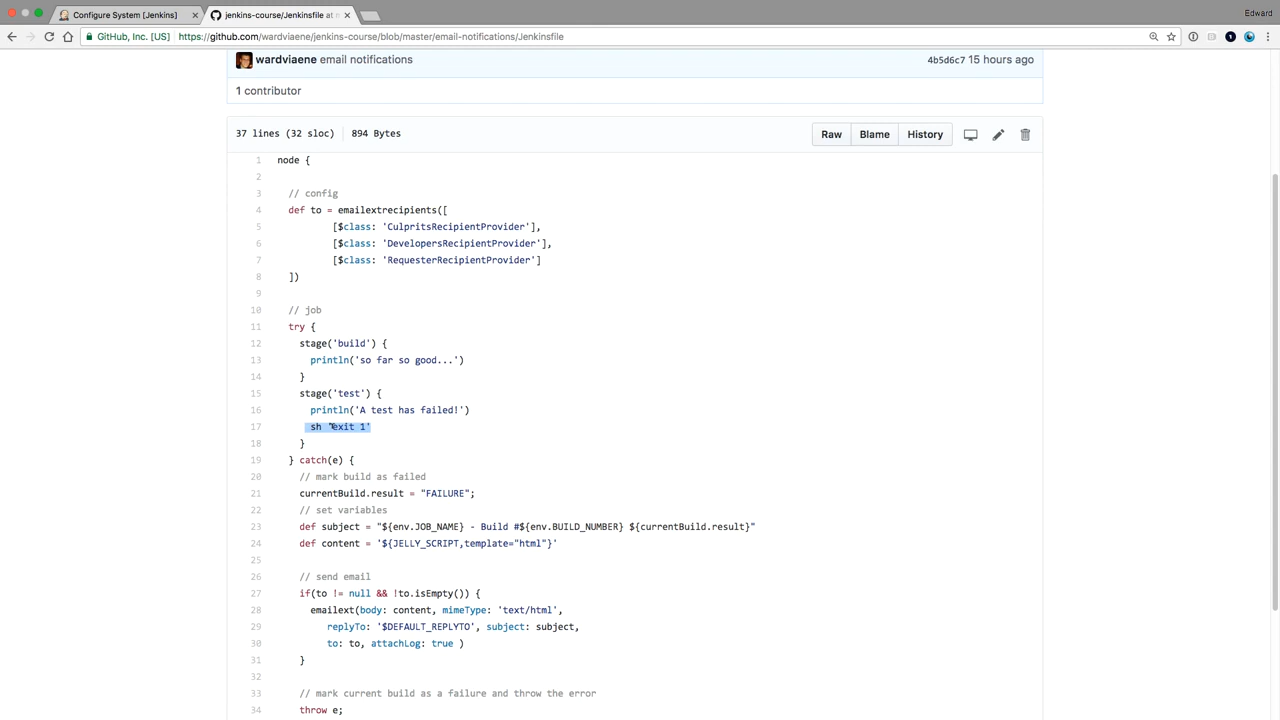 Configure System [Jenkins]
jenkins-course/Jenkinsfile at m
Edward
GitHub, Inc. [US]
https://github.com/wardviaene/jenkins-course/blob/master/email-notifications/Jenkinsfile
wardviaene email notifications
4b5d6c7 15 hours ago
1 contributor
37 lines (32 sloc)
894 Bytes
Raw
Blame
History
1 node {
2
3 // config
4 def to = emailextrecipients([
5 [$class: 'CulpritsRecipientProvider'],
6 [$class: 'DevelopersRecipientProvider'],
7 [$class: 'RequesterRecipientProvider']
8 ])
9
10 // job
11 try {
12 stage('build') {
13 println('so far so good...')
14 }
15 stage('test') {
16 println('A test has failed!')
17 sh 'exit 1'
18 }
19 } catch(e) {
20 // mark build as failed
21 currentBuild.result = "FAILURE";
22 // set variables
23 def subject = "${env.JOB_NAME} - Build #${env.BUILD_NUMBER} ${currentBuild.result}"
24 def content = '${JELLY_SCRIPT,template="html"}'
25
26 // send email
27 if(to != null && !to.isEmpty()) {
28 emailext(body: content, mimeType: 'text/html',
29 replyTo: '$DEFAULT_REPLYTO', subject: subject,
30 to: to, attachLog: true )
31 }
32
33 // mark current build as a failure and throw the error
34 throw e;